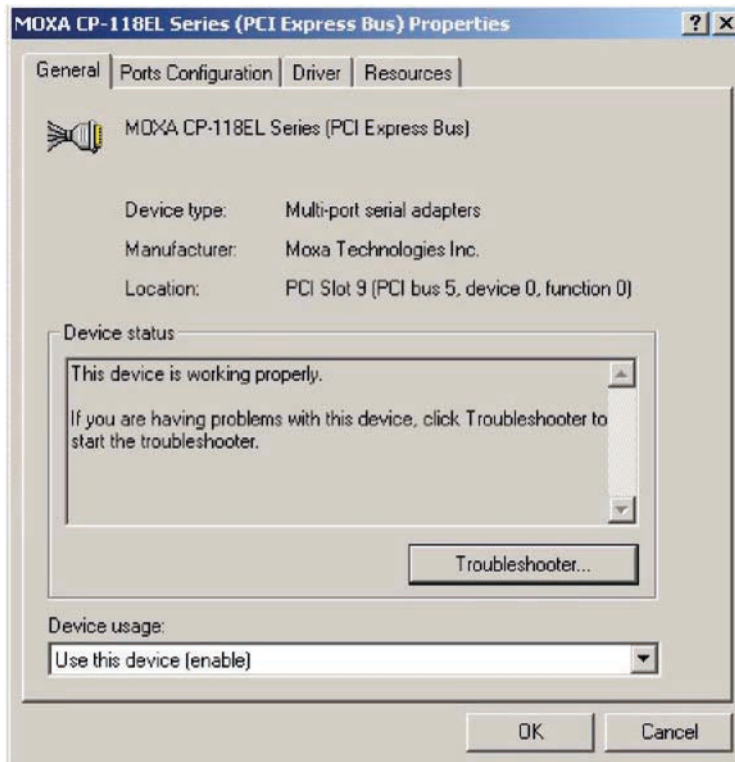 MOXA CP-118EL Series (PCI Express Bus) Properties
General Ports Configuration Driver Resources
MOXA CP-118EL Series (PCI Express Bus)
Device type: Multi-port serial adapters
Manufacturer: Moxa Technologies Inc.
Location: PCI Slot 9 (PCI bus 5, device 0, function 0)
Device status
This device is working properly.
If you are having problems with this device, click Troubleshooter to
start the troubleshooter.
Troubleshooter...
Device usage:
Use this device (enable)
OK Cancel